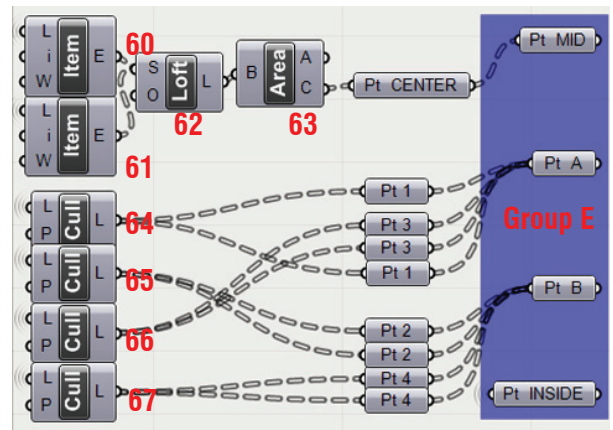 L
i
W
Item
E
60
S
O
Loft
L
62
B
Area
A
C
63
Pt CENTER
Pt MID
L
i
W
Item
E
61
L
P
Cull
L
64
Pt 1
Pt A
L
P
Cull
L
65
Pt 3
Pt 3
Pt 1
Group E
L
P
Cull
L
66
Pt 2
Pt 2
Pt B
L
P
Cull
L
67
Pt 4
Pt 4
Pt INSIDE